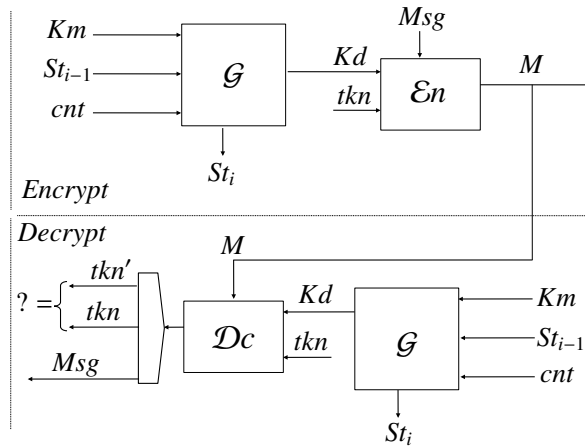 Msg
Km
St_{i−1}
cnt
𝒢
Kd
tkn
ℰn
M
St_i
Encrypt
Decrypt
M
tkn′
? = {
tkn
Msg
𝒟c
Kd
tkn
𝒢
Km
St_{i−1}
cnt
St_i